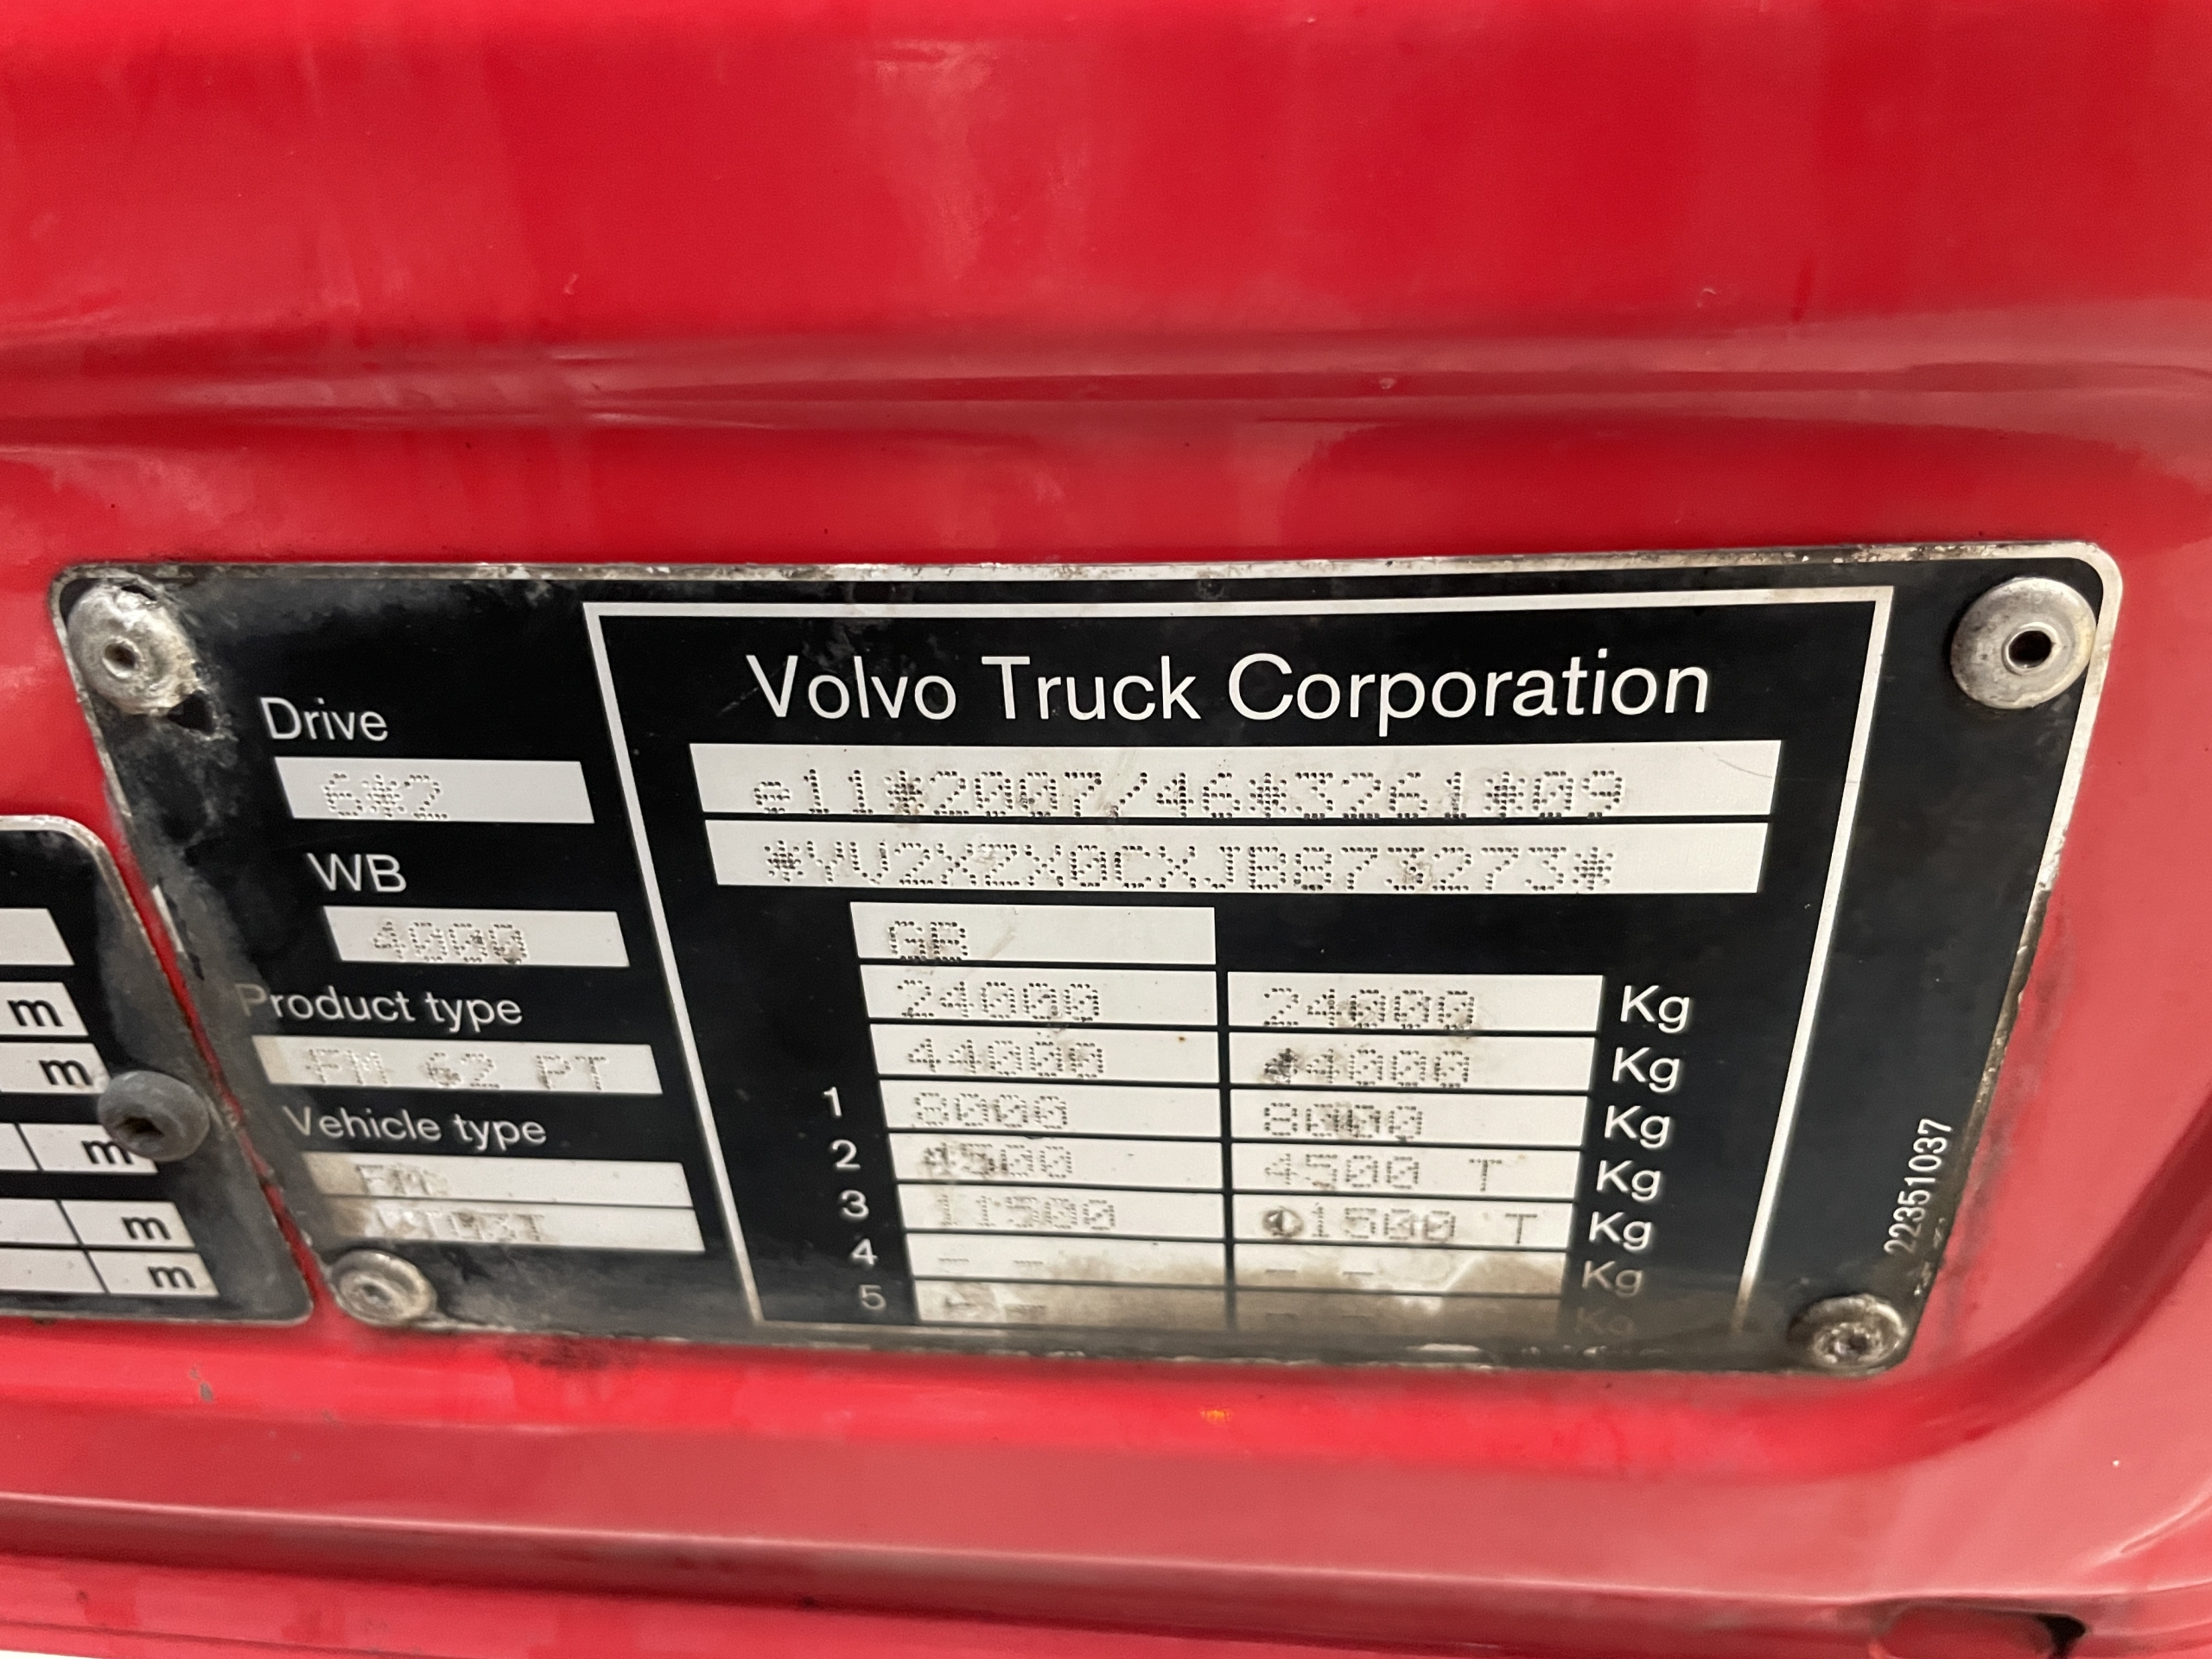 Volvo Truck Corporation
Drive
6*2
e11*2007/46*3261*09
WB
*YV2XZX0CXJB873273*
4000
GB
Product type
24000 24000 Kg
FM 62 PT
44000 44000 Kg
Vehicle type
1 8000 8000 Kg
2 4500 T Kg
3 11500 11500 T Kg
4 - - - - Kg
5 - - - - Kg
22351037
m
m
m
m
m